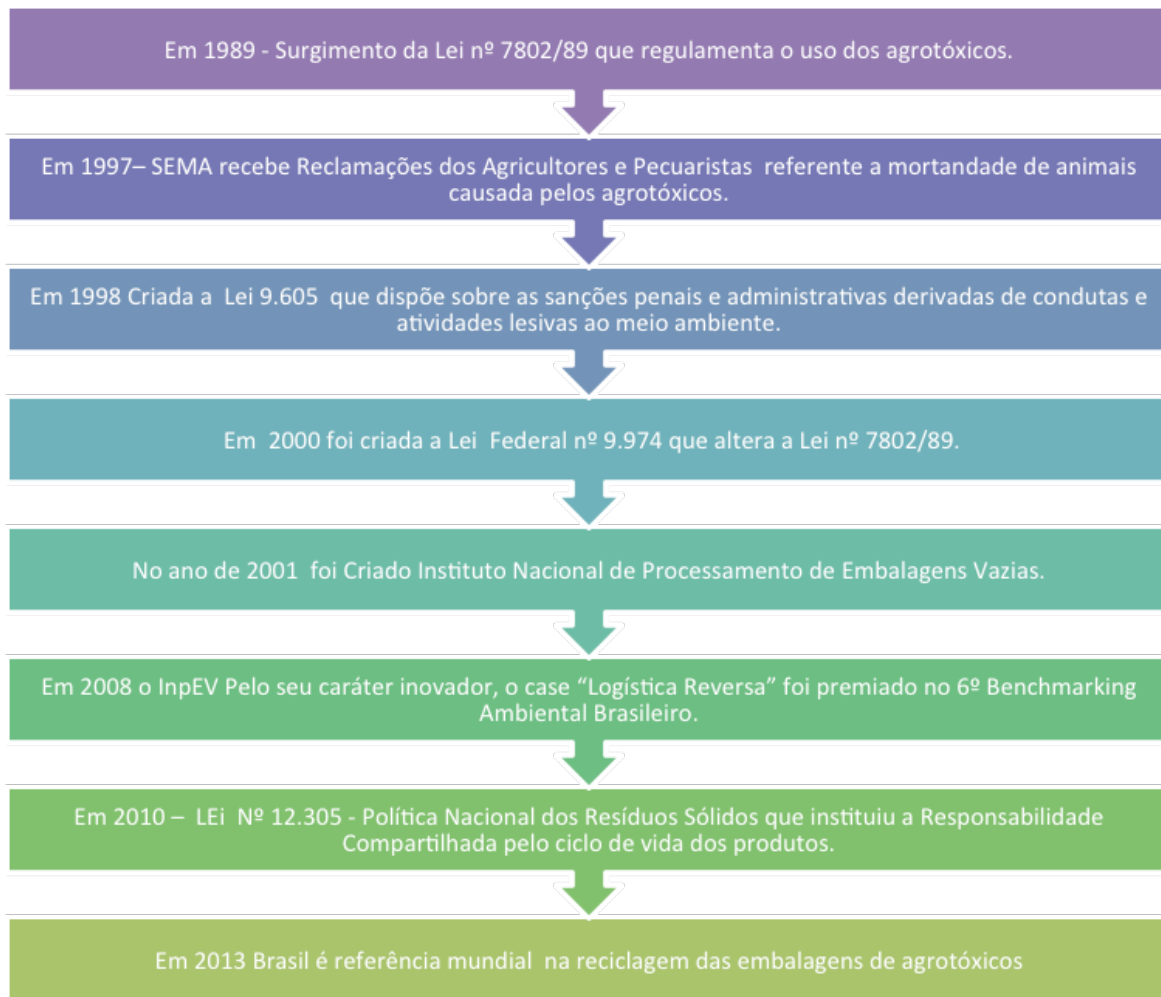 Em 1989 - Surgimento da Lei nº 7802/89 que regulamenta o uso dos agrotóxicos.
Em 1997– SEMA recebe Reclamações dos Agricultores e Pecuaristas referente a mortandade de animais
causada pelos agrotóxicos.
Em 1998 Criada a Lei 9.605 que dispõe sobre as sanções penais e administrativas derivadas de condutas e
atividades lesivas ao meio ambiente.
Em 2000 foi criada a Lei Federal nº 9.974 que altera a Lei nº 7802/89.
No ano de 2001 foi Criado Instituto Nacional de Processamento de Embalagens Vazias.
Em 2008 o InpEV Pelo seu caráter inovador, o case “Logística Reversa” foi premiado no 6º Benchmarking
Ambiental Brasileiro.
Em 2010 – LEi Nº 12.305 - Política Nacional dos Resíduos Sólidos que instituiu a Responsabilidade
Compartilhada pelo ciclo de vida dos produtos.
Em 2013 Brasil é referência mundial na reciclagem das embalagens de agrotóxicos